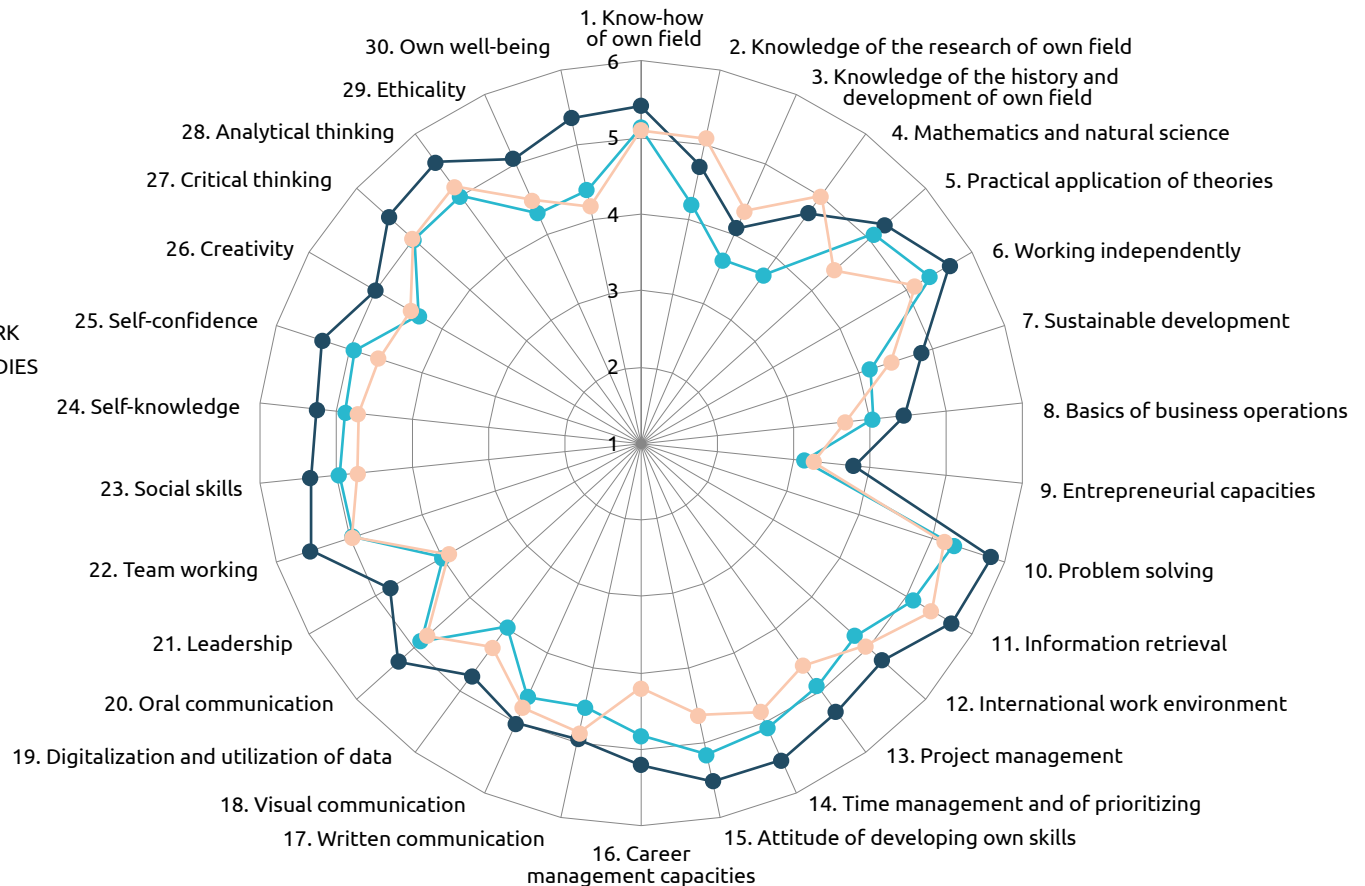 1. Know-how
of own field
2. Knowledge of the research of own field
3. Knowledge of the history and
development of own field
4. Mathematics and natural science
5. Practical application of theories
6. Working independently
7. Sustainable development
8. Basics of business operations
9. Entrepreneurial capacities
10. Problem solving
11. Information retrieval
12. International work environment
13. Project management
14. Time management and of prioritizing
15. Attitude of developing own skills
16. Career
management capacities
17. Written communication
18. Visual communication
19. Digitalization and utilization of data
20. Oral communication
21. Leadership
22. Team working
23. Social skills
24. Self-knowledge
25. Self-confidence
26. Creativity
27. Critical thinking
28. Analytical thinking
29. Ethicality
30. Own well-being
6
5
4
3
2
1
RK
DIES